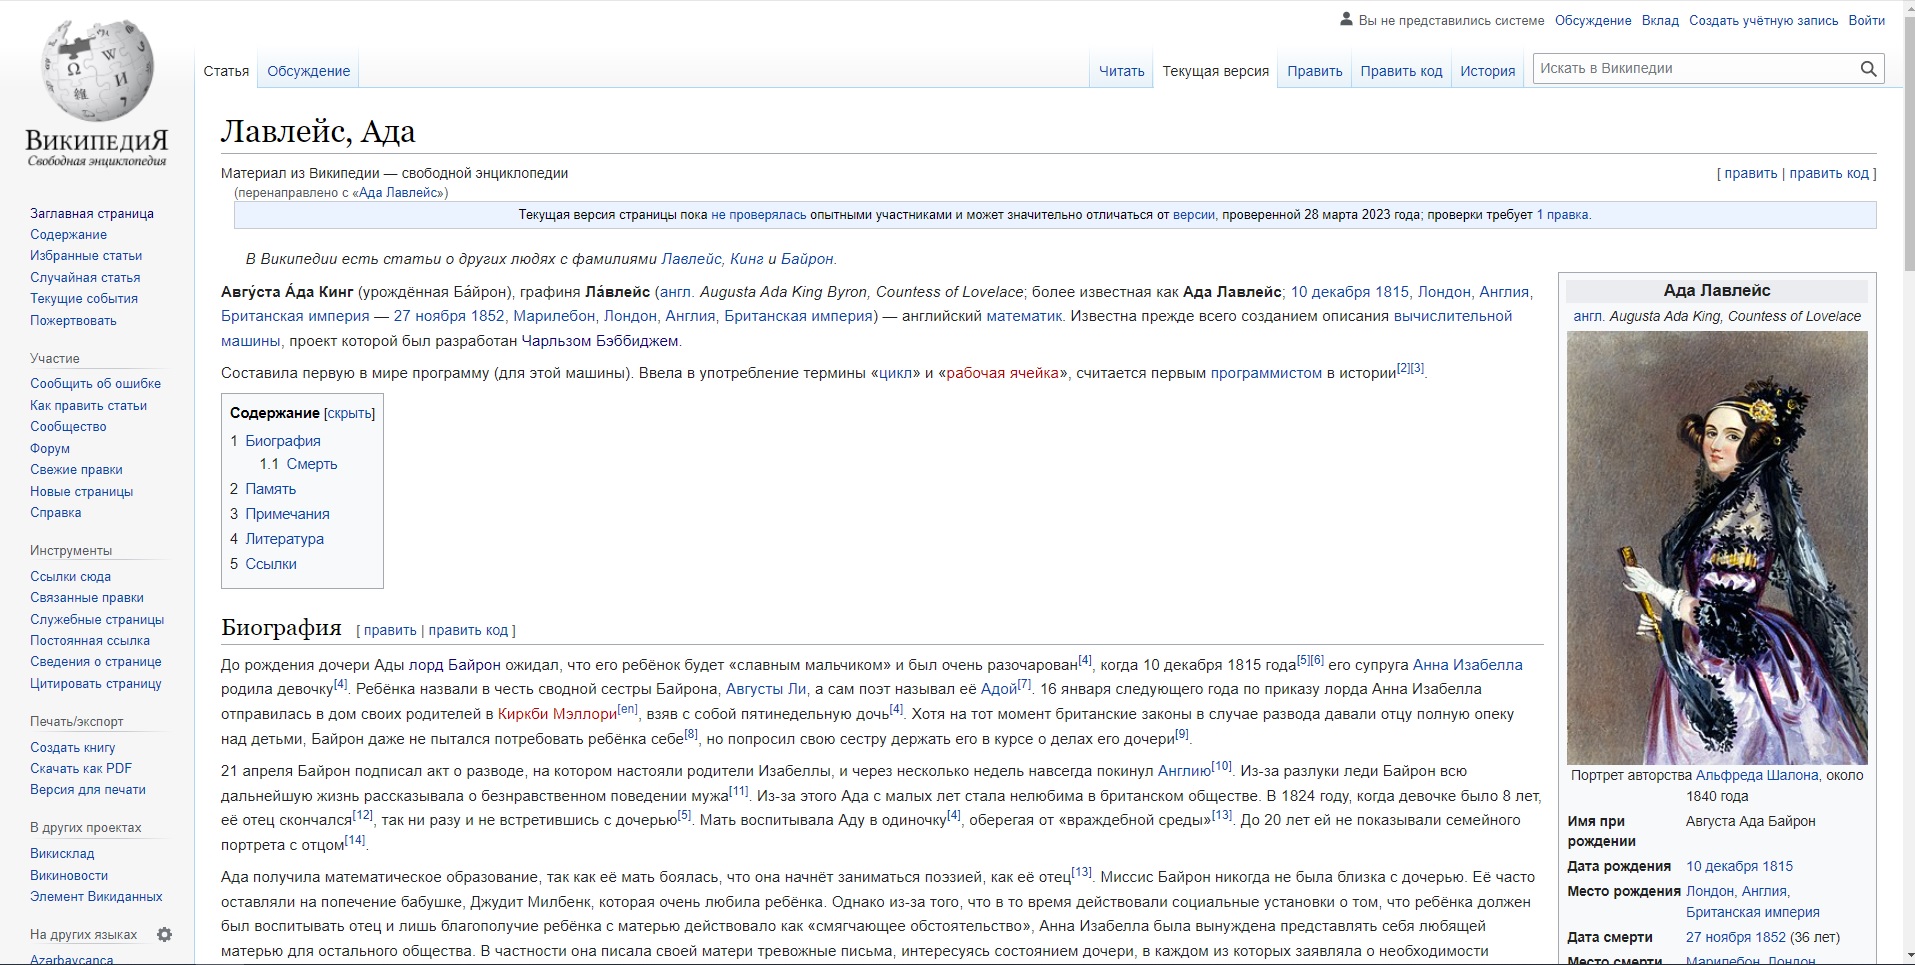 Вы не представились системе Обсуждение Вклад Создать учётную запись Войти
Статья Обсуждение Читать Текущая версия Править Править код История Искать в Википедии
ВикипедиЯ
Свободная энциклопедия
Заглавная страница
Содержание
Избранные статьи
Случайная статья
Текущие события
Пожертвовать
Участие
Сообщить об ошибке
Как править статьи
Сообщество
Форум
Свежие правки
Новые страницы
Справка
Инструменты
Ссылки сюда
Связанные правки
Служебные страницы
Постоянная ссылка
Сведения о странице
Цитировать страницу
Печать/экспорт
Создать книгу
Скачать как PDF
Версия для печати
В других проектах
Викисклад
Викиновости
Элемент Викиданных
На других языках
Azərbaycanca
Лавлейс, Ада
Материал из Википедии — свободной энциклопедии [ править | править код ]
(перенаправлено с «Ада Лавлейс»)
Текущая версия страницы пока не проверялась опытными участниками и может значительно отличаться от версии, проверенной 28 марта 2023 года; проверки требует 1 правка.
В Википедии есть статьи о других людях с фамилиями Лавлейс, Кинг и Байрон.
Авгу́ста А́да Кинг (урождённая Ба́йрон), графиня Ла́влейс (англ. Augusta Ada King Byron, Countess of Lovelace; более известная как Ада Лавлейс; 10 декабря 1815, Лондон, Англия,
Британская империя — 27 ноября 1852, Марилебон, Лондон, Англия, Британская империя) — английский математик. Известна прежде всего созданием описания вычислительной
машины, проект которой был разработан Чарльзом Бэббиджем.
Составила первую в мире программу (для этой машины). Ввела в употребление термины «цикл» и «рабочая ячейка», считается первым программистом в истории[2][3].
Содержание [скрыть]
1 Биография
1.1 Смерть
2 Память
3 Примечания
4 Литература
5 Ссылки
Биография [ править | править код ]
До рождения дочери Ады лорд Байрон ожидал, что его ребёнок будет «славным мальчиком» и был очень разочарован[4], когда 10 декабря 1815 года[5][6] его супруга Анна Изабелла
родила девочку[4]. Ребёнка назвали в честь сводной сестры Байрона, Августы Ли, а сам поэт называл её Адой[7]. 16 января следующего года по приказу лорда Анна Изабелла
отправилась в дом своих родителей в Киркби Мэллори[en], взяв с собой пятинедельную дочь[4]. Хотя на тот момент британские законы в случае развода давали отцу полную опеку
над детьми, Байрон даже не пытался потребовать ребёнка себе[8], но попросил свою сестру держать его в курсе о делах его дочери[9].
21 апреля Байрон подписал акт о разводе, на котором настояли родители Изабеллы, и через несколько недель навсегда покинул Англию[10]. Из-за разлуки леди Байрон всю
дальнейшую жизнь рассказывала о безнравственном поведении мужа[11]. Из-за этого Ада с малых лет стала нелюбима в британском обществе. В 1824 году, когда девочке было 8 лет,
её отец скончался[12], так ни разу и не встретившись с дочерью[5]. Мать воспитывала Аду в одиночку[4], оберегая от «враждебной среды»[13]. До 20 лет ей не показывали семейного
портрета с отцом[14].
Ада получила математическое образование, так как её мать боялась, что она начнёт заниматься поэзией, как её отец[13]. Миссис Байрон никогда не была близка с дочерью. Её часто
оставляли на попечение бабушке, Джудит Милбенк, которая очень любила ребёнка. Однако из-за того, что в то время действовали социальные установки о том, что ребёнка должен
был воспитывать отец и лишь благополучие ребёнка с матерью действовало как «смягчающее обстоятельство», Анна Изабелла была вынуждена представлять себя любящей
матерью для остального общества. В частности она писала своей матери тревожные письма, интересуясь состоянием дочери, в каждом из которых заявляла о необходимости
Ада Лавлейс
англ. Augusta Ada King, Countess of Lovelace
Портрет авторства Альфреда Шалона, около
1840 года
Имя при рождении Августа Ада Байрон
Дата рождения 10 декабря 1815
Место рождения Лондон, Англия,
Британская империя
Дата смерти 27 ноября 1852 (36 лет)
Место смерти Марилебон, Лондон